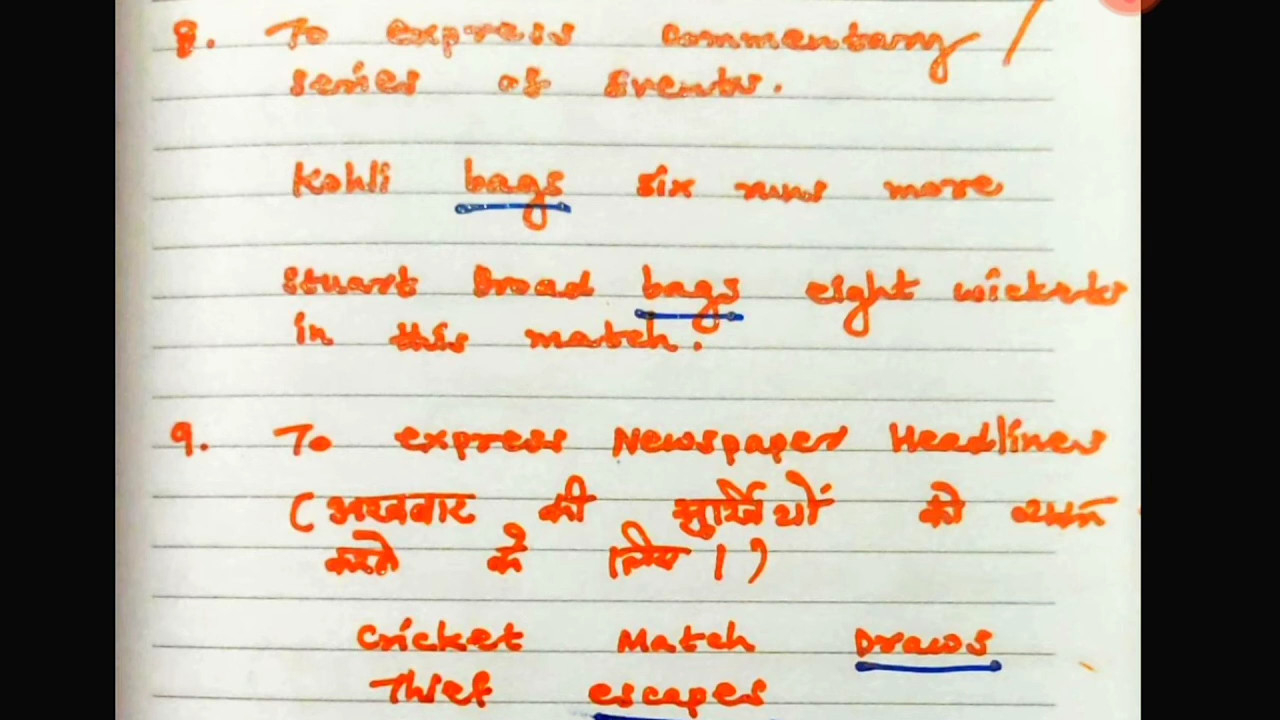 8. To express commentary /
series of events.
Kohli bags six runs more
Stuart Broad bags eight wickets
in this match.
9. To express Newspaper Headlines
(अखबार की सुर्खियों को व्यक्त
करने के लिए।)
Cricket Match Draws
Thief escapes